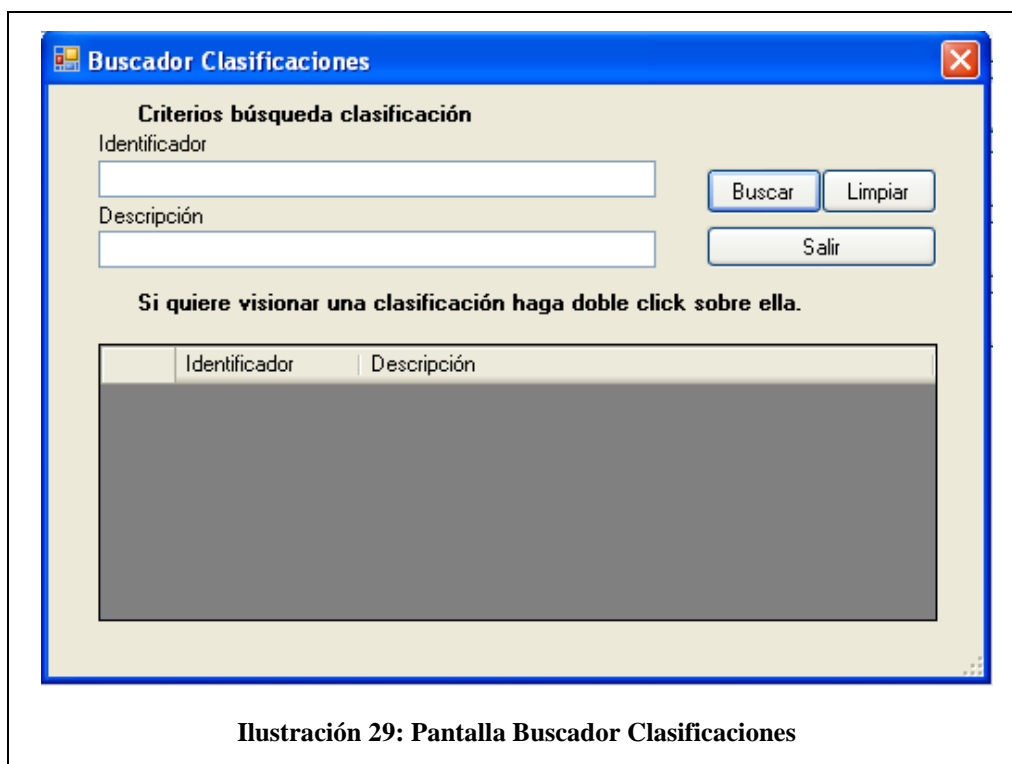 Buscador Clasificaciones
Criterios búsqueda clasificación
Identificador
Buscar Limpiar
Descripción
Salir
Si quiere visionar una clasificación haga doble click sobre ella.
Identificador Descripción
Ilustración 29: Pantalla Buscador Clasificaciones